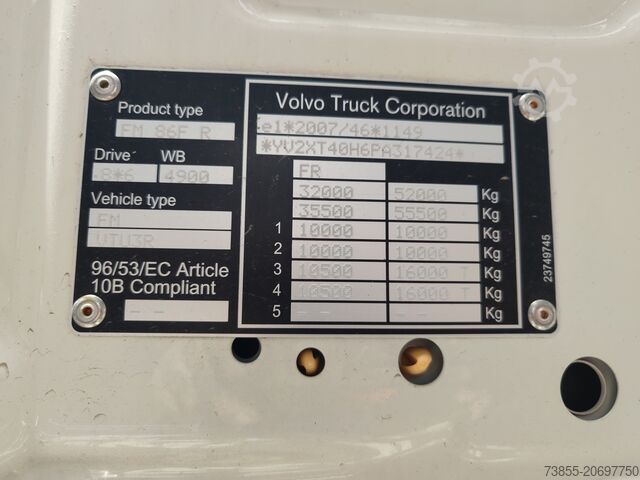 Product type
FM 86F R
Drive WB
8*6 4900
Vehicle type
FM
VTU3R
96/53/EC Article
10B Compliant
-- --
Volvo Truck Corporation
e1*2007/46*1149
*YV2XT40H6PA317424*
FR
32000 52000 Kg
35500 55500 Kg
1 10000 10000 Kg
2 10000 10000 Kg
3 10500 16000 T Kg
4 10500 16000 T Kg
5 -- -- Kg
23749745
73855-20697750